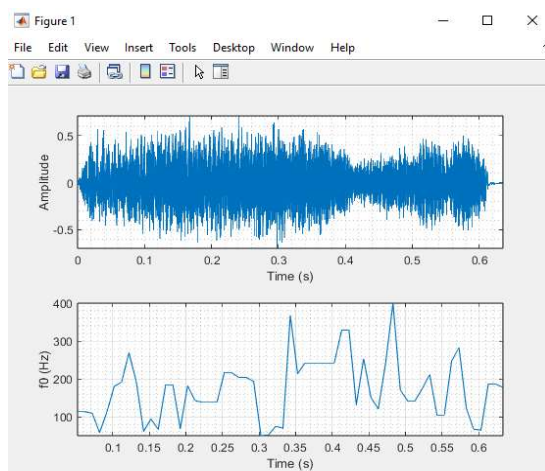 Figure 1
File Edit View Insert Tools Desktop Window Help
0.5
0
-0.5
Amplitude
0 0.1 0.2 0.3 0.4 0.5 0.6
Time (s)
400
300
200
100
f0 (Hz)
0.1 0.15 0.2 0.25 0.3 0.35 0.4 0.45 0.5 0.55 0.6
Time (s)